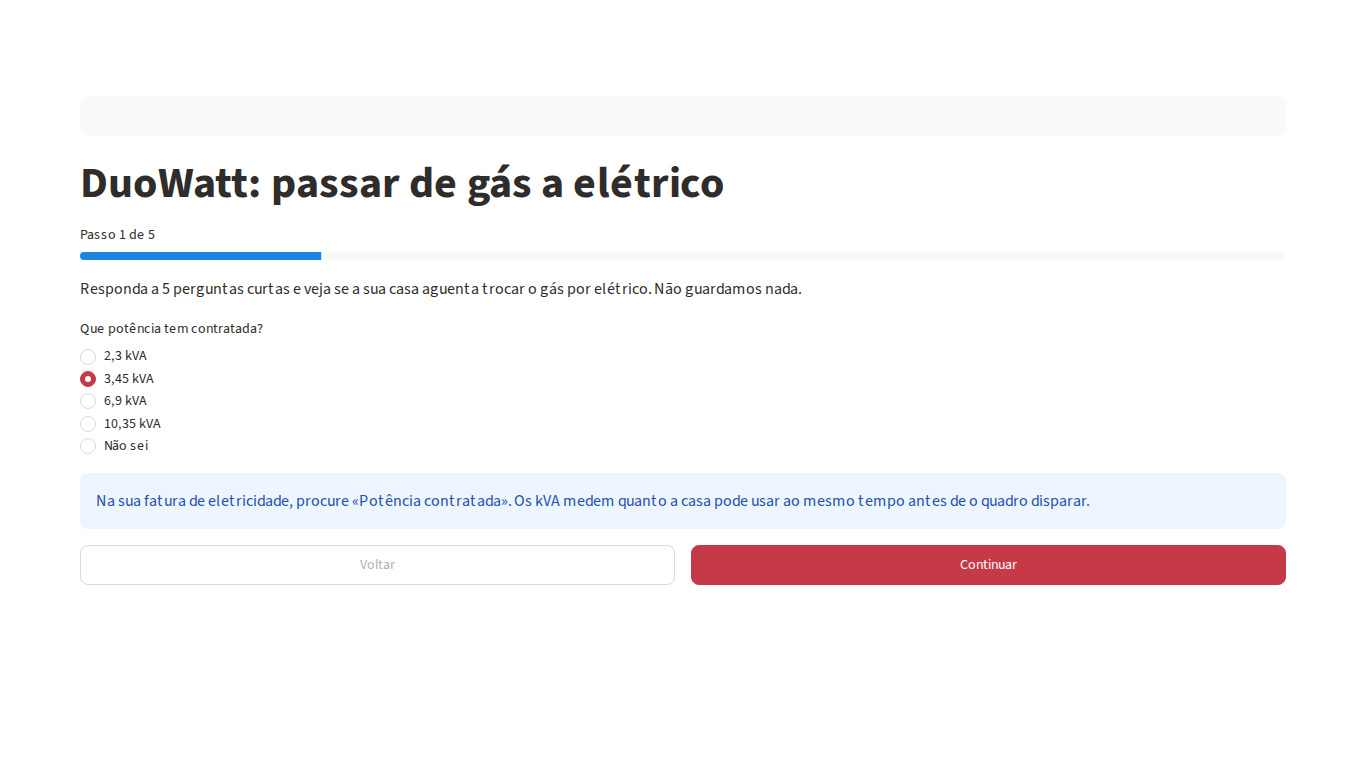 DuoWatt: passar de gás a elétrico
Passo 1 de 5
Responda a 5 perguntas curtas e veja se a sua casa aguenta trocar o gás por elétrico. Não guardamos nada.
Que potência tem contratada?
2,3 kVA
3,45 kVA
6,9 kVA
10,35 kVA
Não sei
Na sua fatura de eletricidade, procure «Potência contratada». Os kVA medem quanto a casa pode usar ao mesmo tempo antes de o quadro disparar.
Voltar
Continuar